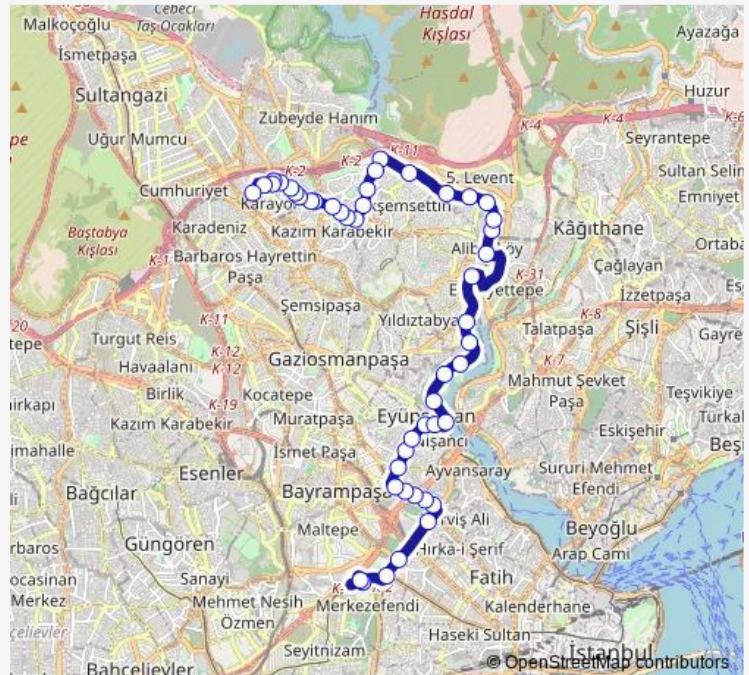 Cebeci
Malkoçoğlu
Taş Ocakları
Hasdal
Kışlası
Ayazağa
İsmetpaşa
Sultangazi
Huzur
Zübeyde Hanım
K-4
K-4
K-6
Uğur Mumcu
K-11
Seyrantepe
K-2
K-2
5. Levent
Sultan Selim
Cumhuriyet
Emniyet
Karadeniz
Kazım Karabekir
Kâğıthane
Baştabya
Kışlası
K-1
Barbaros Hayrettin
Paşa
K-31
Çağlayan
Şemsipaşa
İzzetpaşa
K-11
Yıldıztabya
K-8
Talatpaşa
Şişli
Turgut Reis
K-12
Gaziosmanpaşa
K-7
Havaalanı
K-12
Mahmut Şevket
Paşa
Birlik
K-19
Kocatepe
Teşvikiye
Kazım Karabekir
Muratpaşa
Eskişehir
Nişancı
İsmet Paşa
Esenler
Ayvansaray
Sururi Mehmet
Efendi
Bağcılar
Bayrampaşa
Maltepe
Beyoğlu
Güngören
Hırka-i Şerif
Arap Cami
Sanayi
Fatih
Merkez
Mehmet Nesih
Özmen
Merkezefendi
Kalenderhane
Haseki Sultan
Seyitnizam
İstanbul
Bahçelievler
© OpenStreetMap contributors